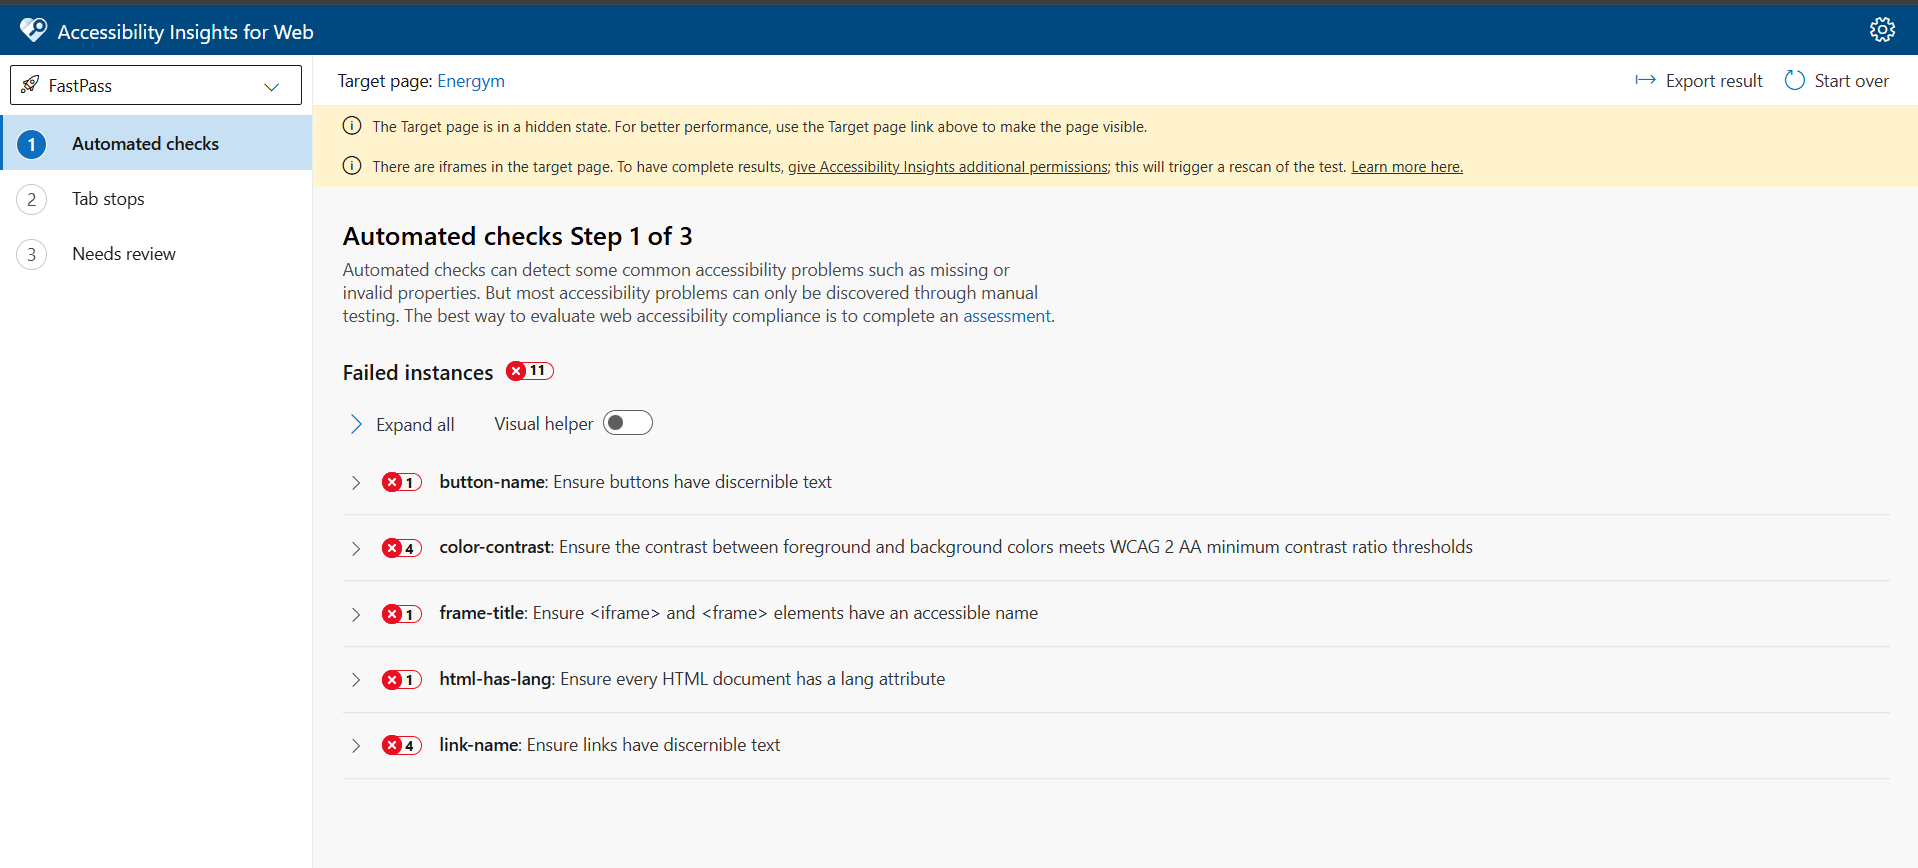 Accessibility Insights for Web
FastPass
Target page: Energym
Export result
Start over
1 Automated checks
2 Tab stops
3 Needs review
The Target page is in a hidden state. For better performance, use the Target page link above to make the page visible.
There are iframes in the target page. To have complete results, give Accessibility Insights additional permissions; this will trigger a rescan of the test. Learn more here.
Automated checks Step 1 of 3
Automated checks can detect some common accessibility problems such as missing or
invalid properties. But most accessibility problems can only be discovered through manual
testing. The best way to evaluate web accessibility compliance is to complete an assessment.
Failed instances 11
Expand all
Visual helper
1 button-name: Ensure buttons have discernible text
4 color-contrast: Ensure the contrast between foreground and background colors meets WCAG 2 AA minimum contrast ratio thresholds
1 frame-title: Ensure <iframe> and <frame> elements have an accessible name
1 html-has-lang: Ensure every HTML document has a lang attribute
4 link-name: Ensure links have discernible text